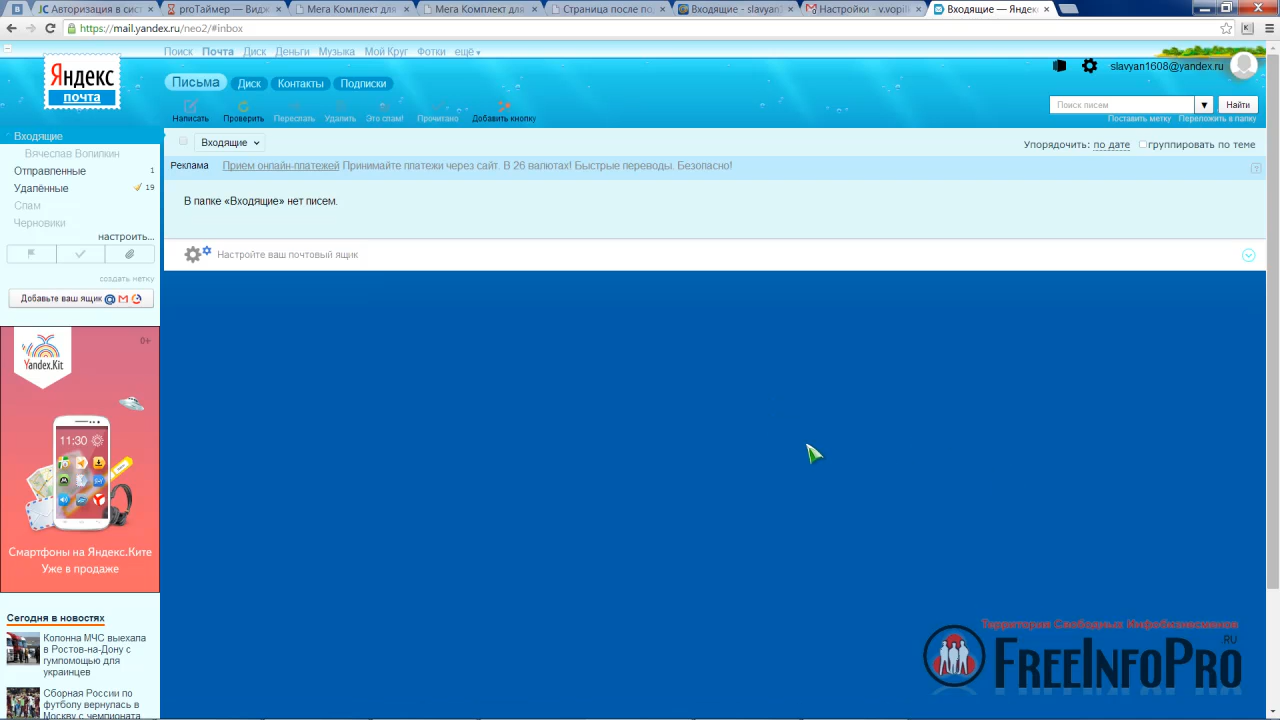 JC Авторизация в сист
proТаймер — Видж
Мега Комплект для
Мега Комплект для
Страница после по
Входящие - slavyan1
Настройки - v.vopil
Входящие — Яндек
https://mail.yandex.ru/neo2/#inbox
Поиск Почта Диск Деньги Музыка Мой Круг Фотки ещё
Яндекс
почта
Письма Диск Контакты Подписки
slavyan1608@yandex.ru
Написать Проверить Переслать Удалить Это спам! Прочитано Добавить кнопку
Поиск писем
Найти
Поставить метку Переложить в папку
Входящие
Вячеслав Вопилкин
Отправленные 1
Удалённые 19
Спам
Черновики
настроить...
создать метку
Добавьте ваш ящик
Входящие
Упорядочить: по дате группировать по теме
Реклама Прием онлайн-платежей Принимайте платежи через сайт. В 26 валютах! Быстрые переводы. Безопасно!
В папке «Входящие» нет писем.
Настройте ваш почтовый ящик
0+
Yandex.Kit
11:30
Смартфоны на Яндекс.Ките
Уже в продаже
Сегодня в новостях
Колонна МЧС выехала
в Ростов-на-Дону с
гумпомощью для
украинцев
Сборная России по
футболу вернулась в
Москву с чемпионата
Территория Свободных Инфобизнесменов
RU
FREEINFOPRO